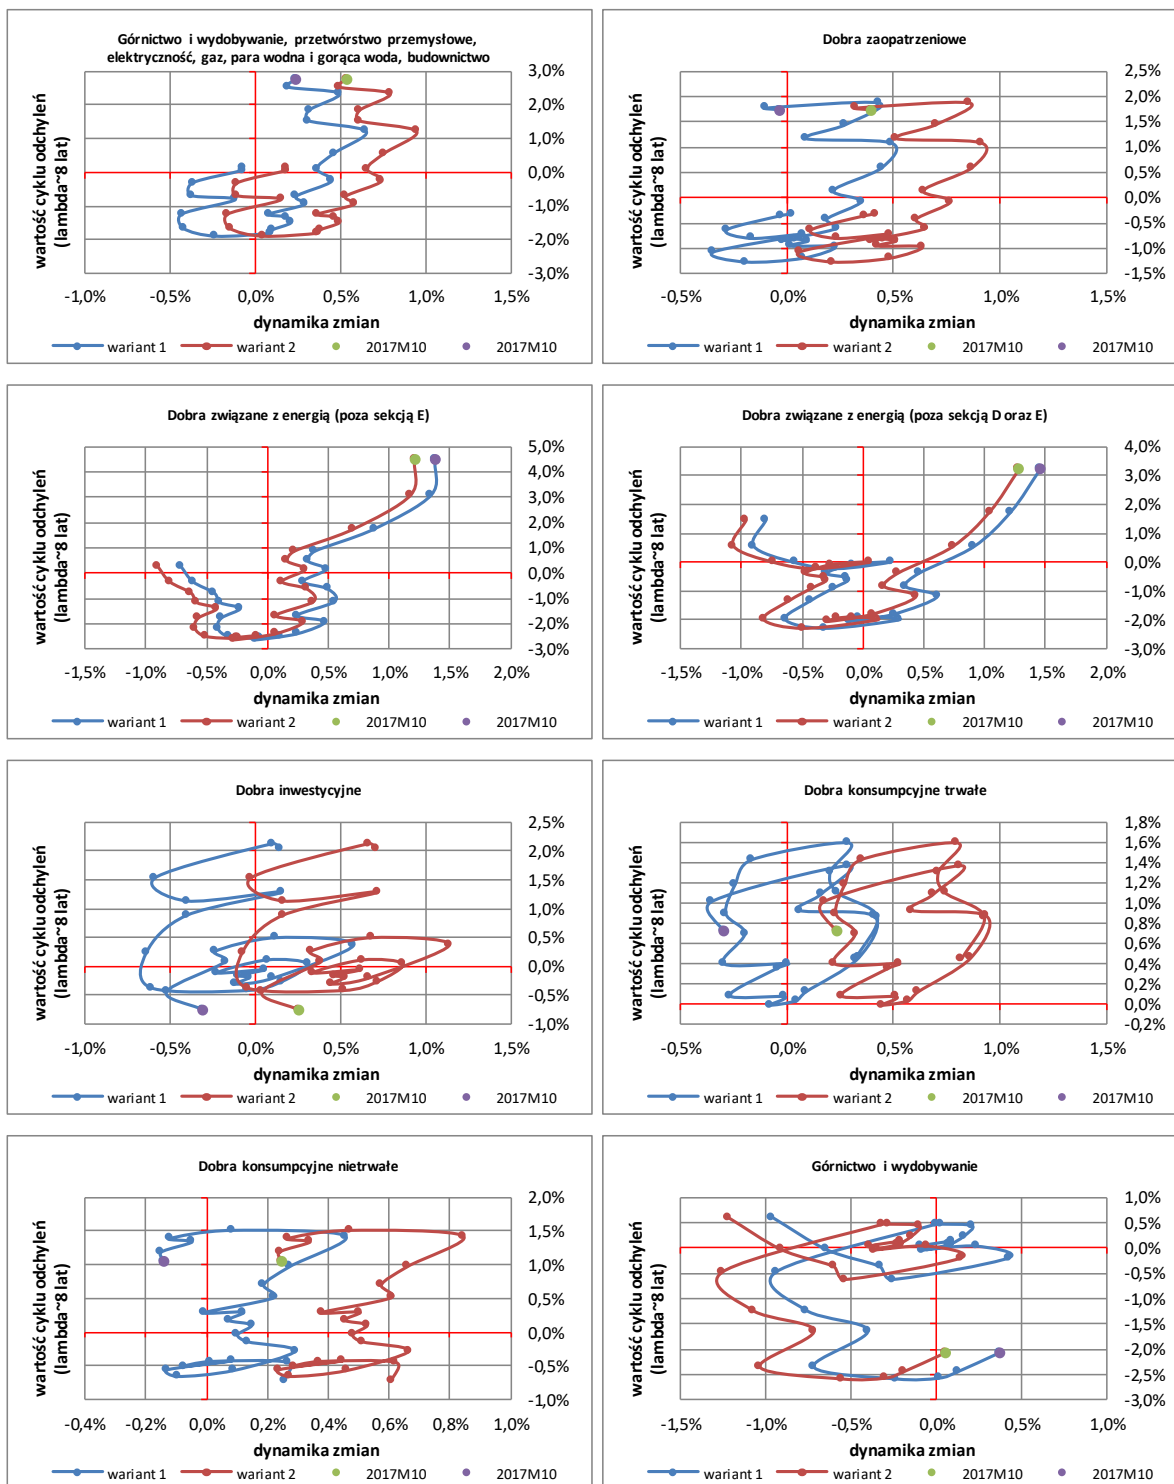 Górnictwo i wydobywanie, przetwórstwo przemysłowe,
elektryczność, gaz, para wodna i gorąca woda, budownictwo
wartość cyklu odchyleń
(lambda~8 lat)
3,0%
2,0%
1,0%
0,0%
-1,0%
-2,0%
-3,0%
-1,0% -0,5% 0,0% 0,5% 1,0% 1,5%
dynamika zmian
wariant 1 wariant 2 2017M10 2017M10
Dobra zaopatrzeniowe
wartość cyklu odchyleń
(lambda~8 lat)
2,5%
2,0%
1,5%
1,0%
0,5%
0,0%
-0,5%
-1,0%
-1,5%
-0,5% 0,0% 0,5% 1,0% 1,5%
dynamika zmian
wariant 1 wariant 2 2017M10 2017M10
Dobra związane z energią (poza sekcją E)
wartość cyklu odchyleń
(lambda~8 lat)
5,0%
4,0%
3,0%
2,0%
1,0%
0,0%
-1,0%
-2,0%
-3,0%
-1,5% -1,0% -0,5% 0,0% 0,5% 1,0% 1,5% 2,0%
dynamika zmian
wariant 1 wariant 2 2017M10 2017M10
Dobra związane z energią (poza sekcją D oraz E)
wartość cyklu odchyleń
(lambda~8 lat)
4,0%
3,0%
2,0%
1,0%
0,0%
-1,0%
-2,0%
-3,0%
-1,5% -1,0% -0,5% 0,0% 0,5% 1,0% 1,5% 2,0%
dynamika zmian
wariant 1 wariant 2 2017M10 2017M10
Dobra inwestycyjne
wartość cyklu odchyleń
(lambda~8 lat)
2,5%
2,0%
1,5%
1,0%
0,5%
0,0%
-0,5%
-1,0%
-1,0% -0,5% 0,0% 0,5% 1,0% 1,5%
dynamika zmian
wariant 1 wariant 2 2017M10 2017M10
Dobra konsumpcyjne trwałe
wartość cyklu odchyleń
(lambda~8 lat)
1,8%
1,6%
1,4%
1,2%
1,0%
0,8%
0,6%
0,4%
0,2%
0,0%
-0,2%
-0,5% 0,0% 0,5% 1,0% 1,5%
dynamika zmian
wariant 1 wariant 2 2017M10 2017M10
Dobra konsumpcyjne nietrwałe
wartość cyklu odchyleń
(lambda~8 lat)
2,0%
1,5%
1,0%
0,5%
0,0%
-0,5%
-1,0%
-0,4% -0,2% 0,0% 0,2% 0,4% 0,6% 0,8% 1,0%
dynamika zmian
wariant 1 wariant 2 2017M10 2017M10
Górnictwo i wydobywanie
wartość cyklu odchyleń
(lambda~8 lat)
1,0%
0,5%
0,0%
-0,5%
-1,0%
-1,5%
-2,0%
-2,5%
-3,0%
-1,5% -1,0% -0,5% 0,0% 0,5% 1,0%
dynamika zmian
wariant 1 wariant 2 2017M10 2017M10